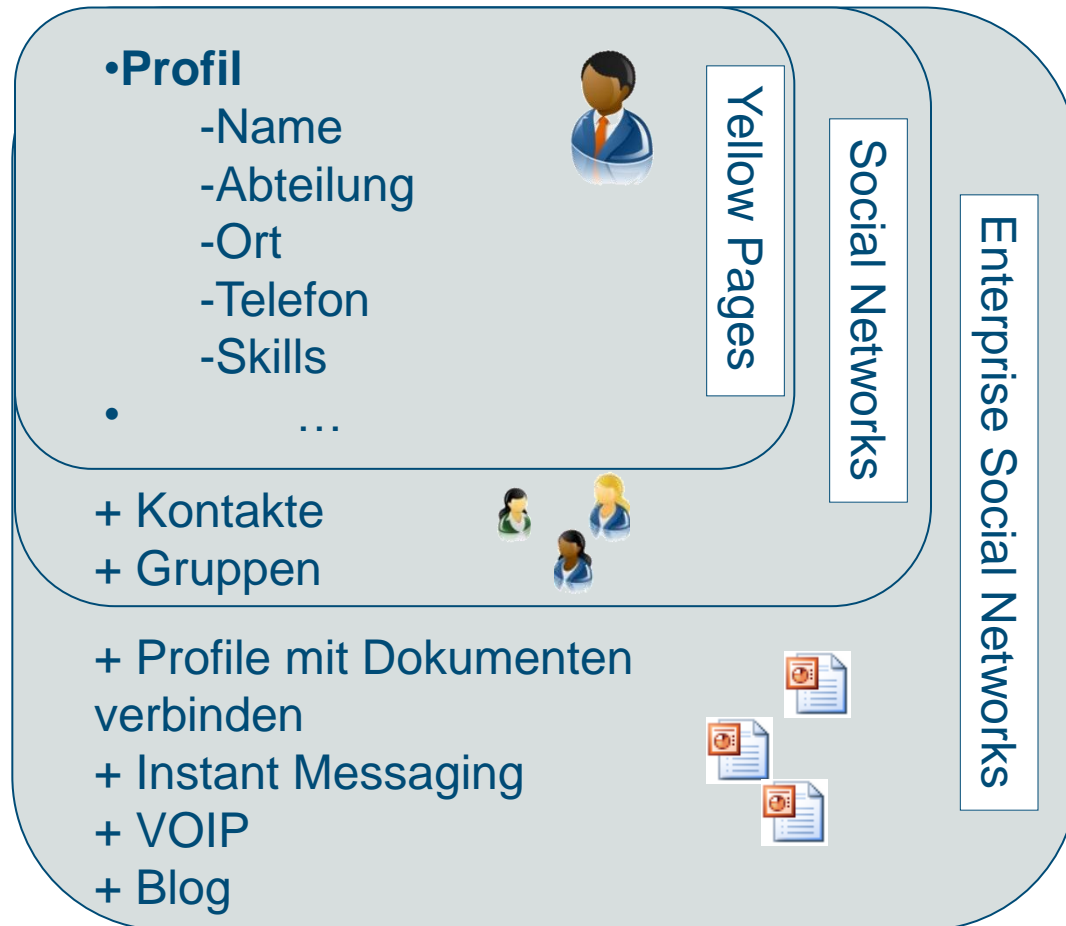 •Profil
-Name
-Abteilung
-Ort
-Telefon
-Skills
• …
Yellow Pages
+ Kontakte
+ Gruppen
Social Networks
+ Profile mit Dokumenten
verbinden
+ Instant Messaging
+ VOIP
+ Blog
Enterprise Social Networks